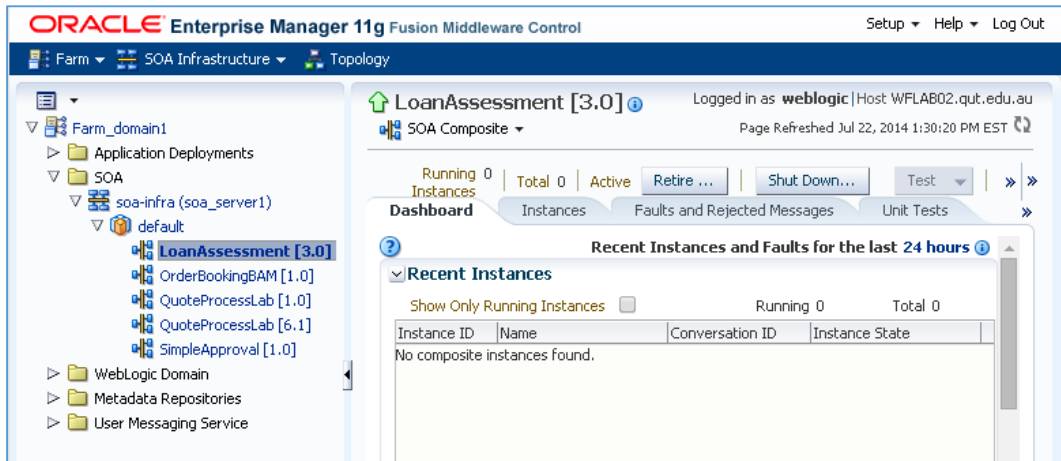 ORACLE Enterprise Manager 11g Fusion Middleware Control
Setup Help Log Out
Farm SOA Infrastructure Topology
Farm_domain1
Application Deployments
SOA
soa-infra (soa_server1)
default
LoanAssessment [3.0]
OrderBookingBAM [1.0]
QuoteProcessLab [1.0]
QuoteProcessLab [6.1]
SimpleApproval [1.0]
WebLogic Domain
Metadata Repositories
User Messaging Service
LoanAssessment [3.0]
Logged in as weblogic|Host WFLAB02.qut.edu.au
SOA Composite
Page Refreshed Jul 22, 2014 1:30:20 PM EST
Running Instances 0 Total 0 Active Retire ... Shut Down... Test » »
Dashboard Instances Faults and Rejected Messages Unit Tests »
Recent Instances and Faults for the last 24 hours
Recent Instances
Show Only Running Instances Running 0 Total 0
Instance ID Name Conversation ID Instance State
No composite instances found.